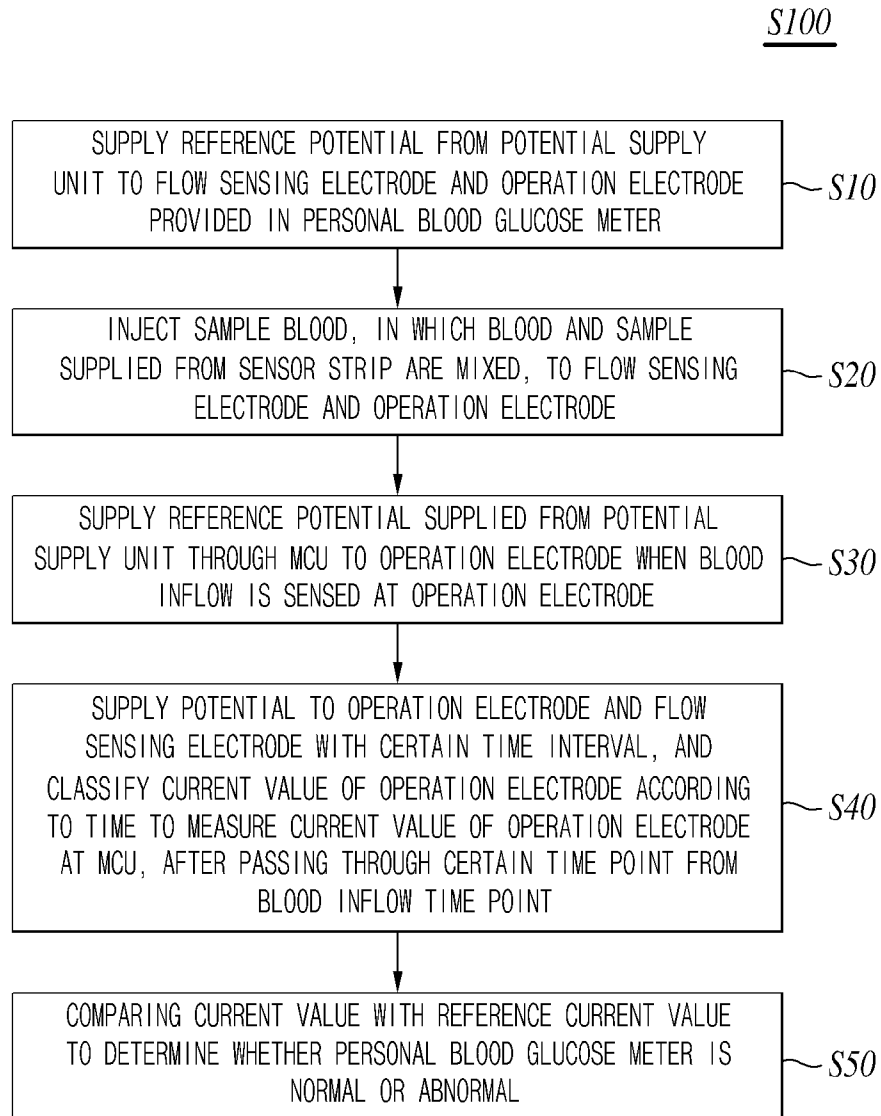 S100
SUPPLY REFERENCE POTENTIAL FROM POTENTIAL SUPPLY
UNIT TO FLOW SENSING ELECTRODE AND OPERATION ELECTRODE
PROVIDED IN PERSONAL BLOOD GLUCOSE METER
S10
INJECT SAMPLE BLOOD, IN WHICH BLOOD AND SAMPLE
SUPPLIED FROM SENSOR STRIP ARE MIXED, TO FLOW SENSING
ELECTRODE AND OPERATION ELECTRODE
S20
SUPPLY REFERENCE POTENTIAL SUPPLIED FROM POTENTIAL
SUPPLY UNIT THROUGH MCU TO OPERATION ELECTRODE WHEN BLOOD
INFLOW IS SENSED AT OPERATION ELECTRODE
S30
SUPPLY POTENTIAL TO OPERATION ELECTRODE AND FLOW
SENSING ELECTRODE WITH CERTAIN TIME INTERVAL, AND
CLASSIFY CURRENT VALUE OF OPERATION ELECTRODE ACCORDING
TO TIME TO MEASURE CURRENT VALUE OF OPERATION ELECTRODE
AT MCU, AFTER PASSING THROUGH CERTAIN TIME POINT FROM
BLOOD INFLOW TIME POINT
S40
COMPARING CURRENT VALUE WITH REFERENCE CURRENT VALUE
TO DETERMINE WHETHER PERSONAL BLOOD GLUCOSE METER IS
NORMAL OR ABNORMAL
S50